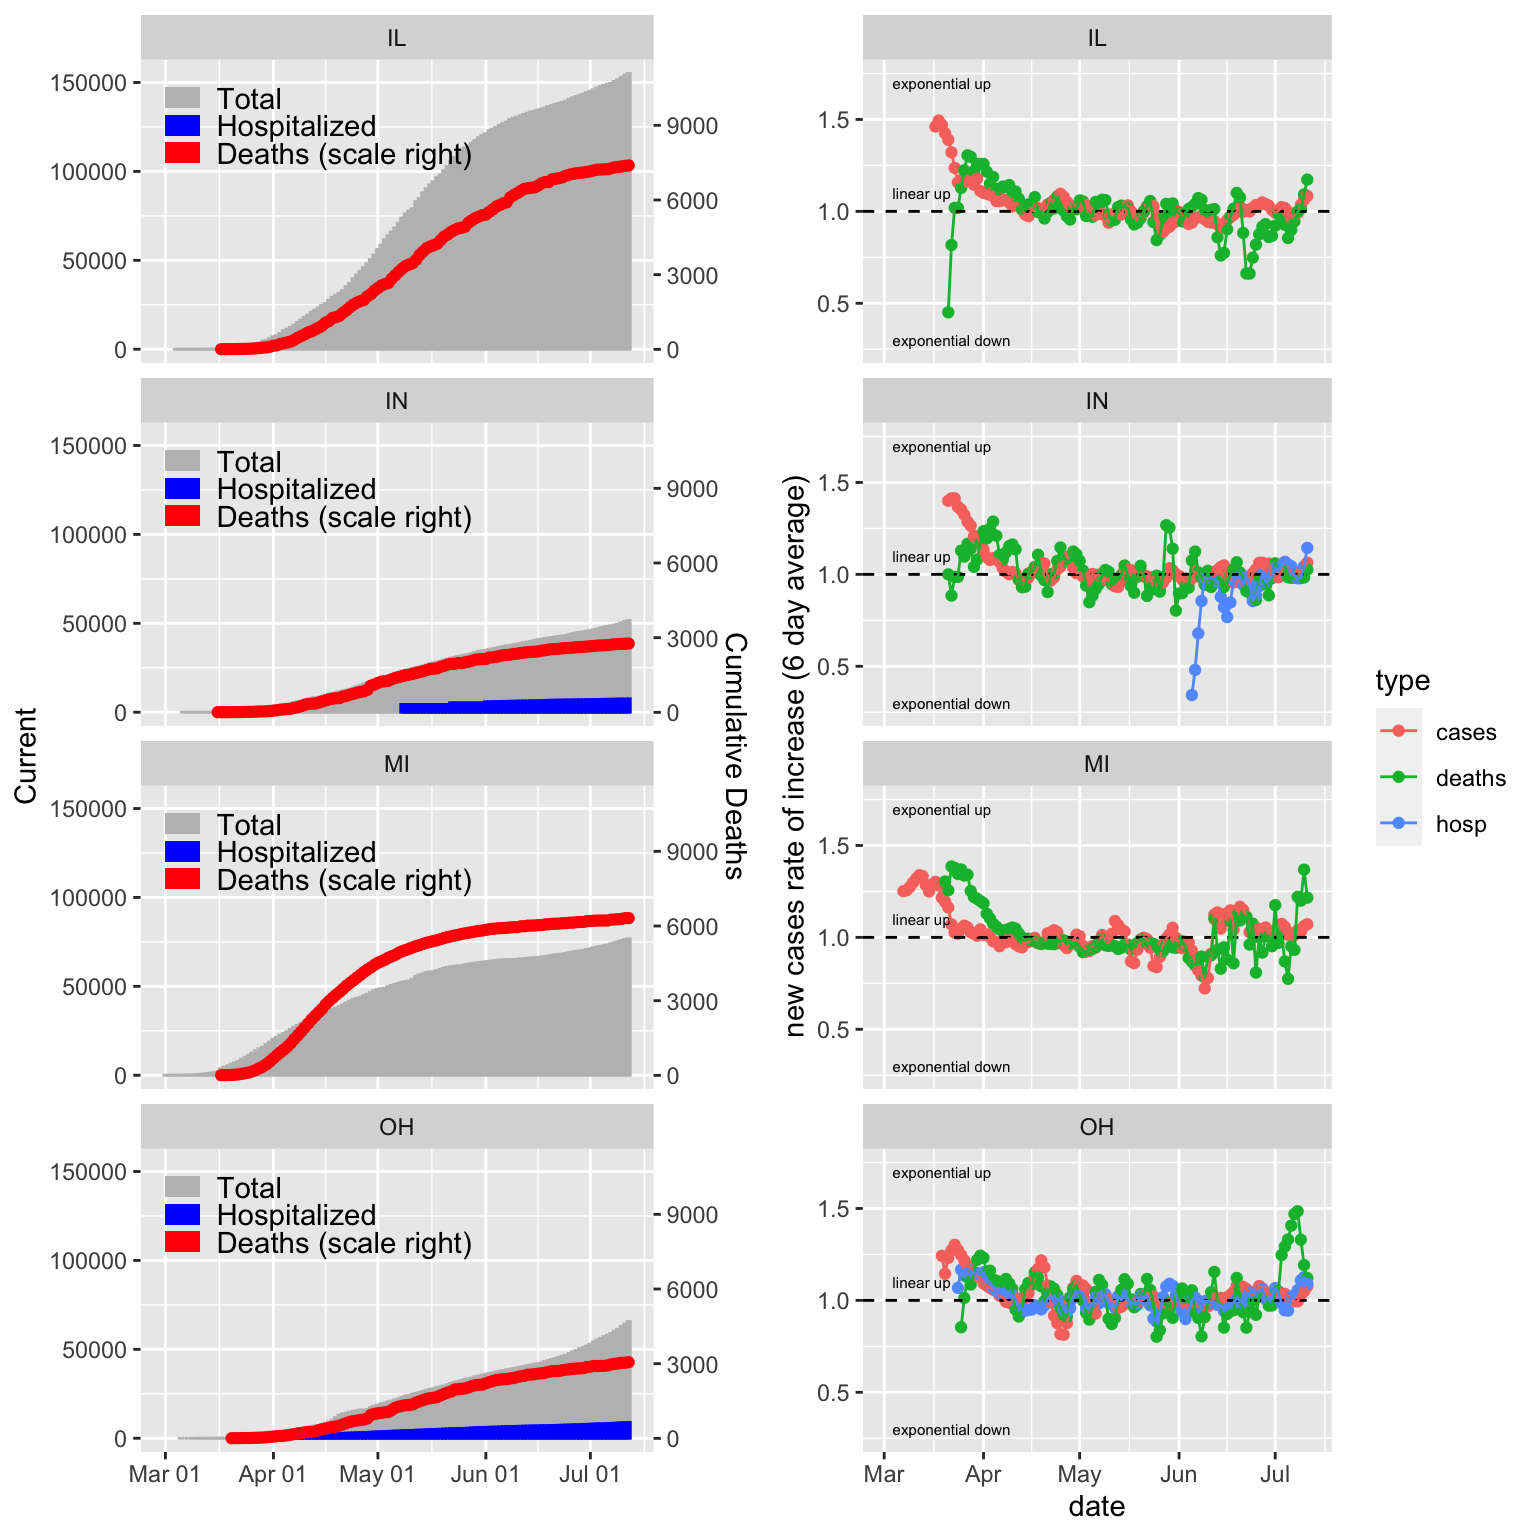 IL
150000
100000
50000
0
Total
Hospitalized
Deaths (scale right)
9000
6000
3000
0
IN
150000
100000
50000
0
Total
Hospitalized
Deaths (scale right)
9000
6000
3000
0
MI
150000
100000
50000
0
Total
Hospitalized
Deaths (scale right)
9000
6000
3000
0
OH
150000
100000
50000
0
Total
Hospitalized
Deaths (scale right)
9000
6000
3000
0
Mar 01 Apr 01 May 01 Jun 01 Jul 01
Current
Cumulative Deaths
IL
1.5
1.0
0.5
exponential up
linear up
exponential down
IN
1.5
1.0
0.5
exponential up
linear up
exponential down
MI
1.5
1.0
0.5
exponential up
linear up
exponential down
OH
1.5
1.0
0.5
exponential up
linear up
exponential down
Mar Apr May Jun Jul
date
new cases rate of increase (6 day average)
type
cases
deaths
hosp